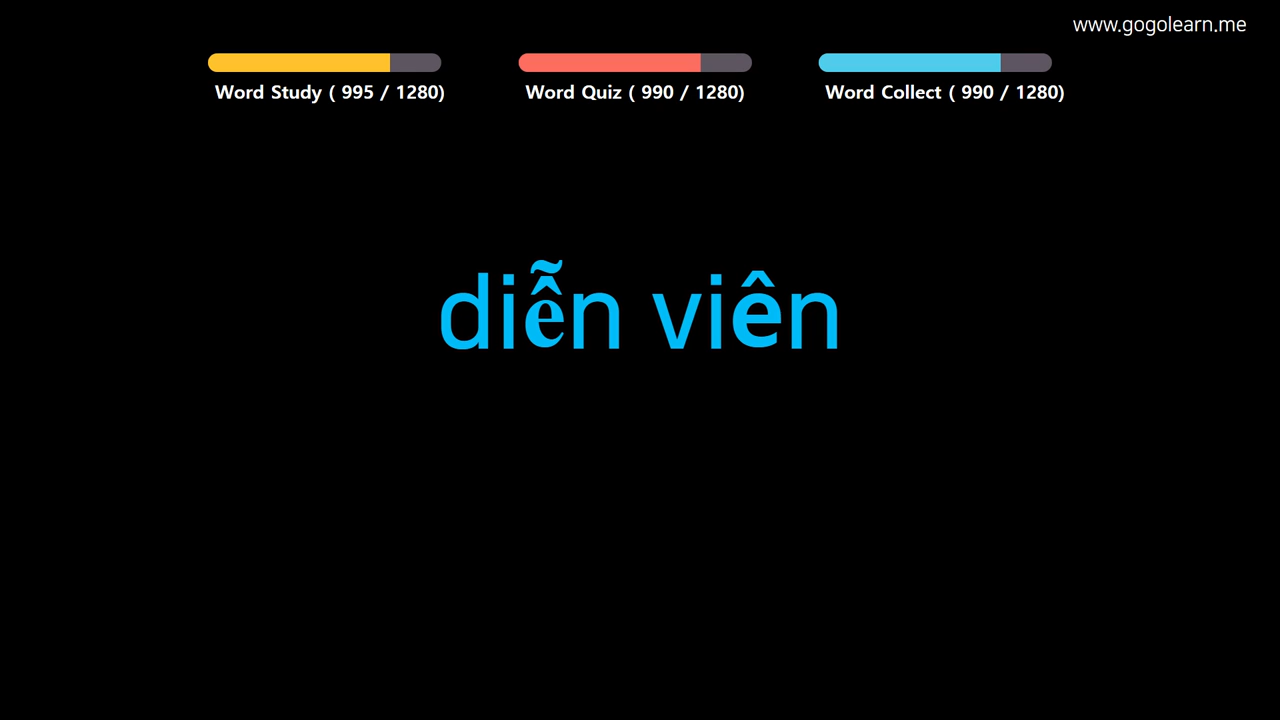 www.gogolearn.me
Word Study ( 995 / 1280)
Word Quiz ( 990 / 1280)
Word Collect ( 990 / 1280)
diễn viên